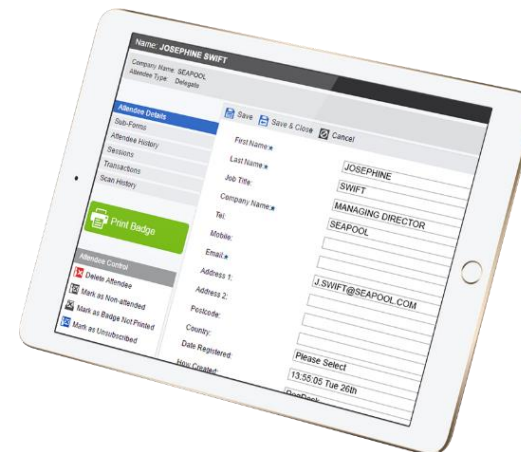 Name: JOSEPHINE SWIFT
Company Name: SEAPOOL
Attendee Type: Delegate
Attendee Details
Sub-Forms
Attendee History
Sessions
Transactions
Scan History
Print Badge
Attendee Control
Delete Attendee
Mark as Non-attended
Mark as Badge Not Printed
Mark as Unsubscribed
Save
Save & Close
Cancel
First Name:* JOSEPHINE
Last Name:* SWIFT
Job Title: MANAGING DIRECTOR
Company Name:* SEAPOOL
Tel:
Mobile:
Email:* J.SWIFT@SEAPOOL.COM
Address 1:
Address 2:
Postcode:
Country: Please Select
Date Registered: 13:55:05 Tue 26th
How Created: